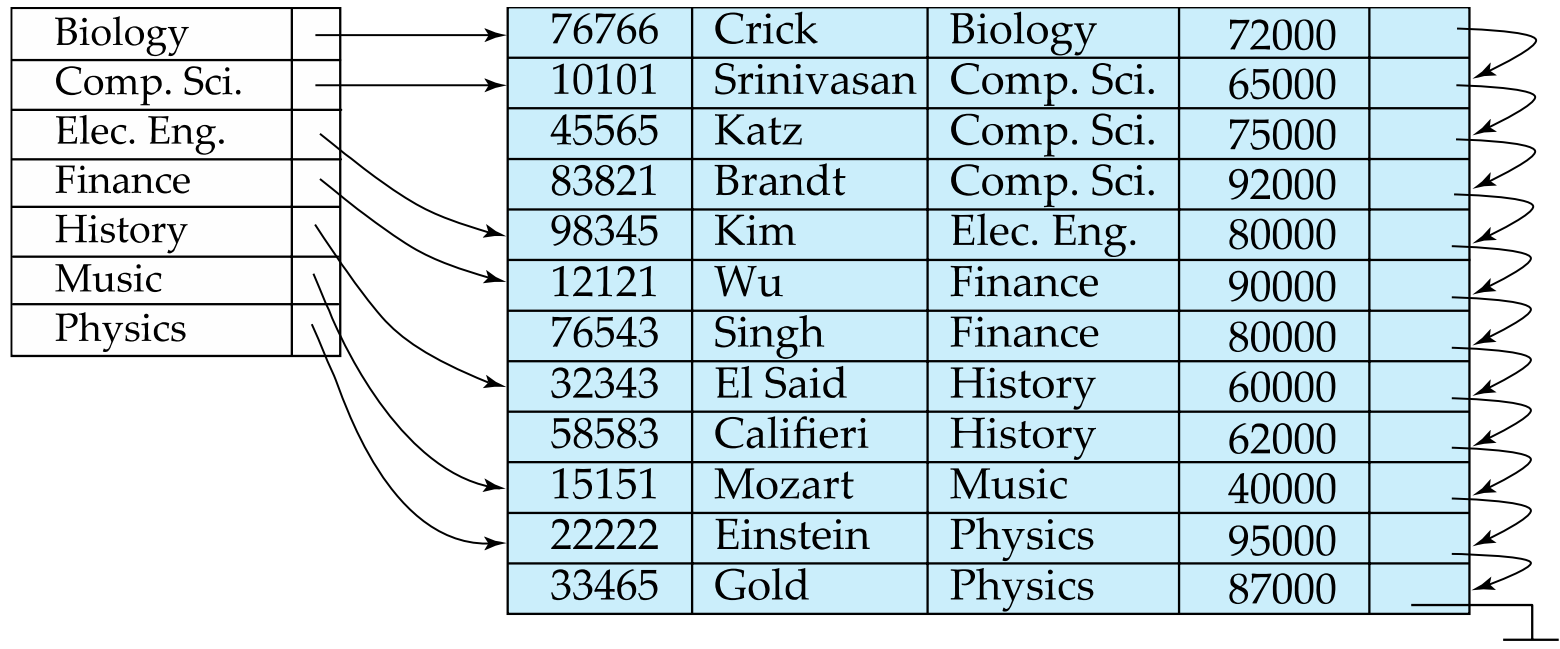 Biology
Comp. Sci.
Elec. Eng.
Finance
History
Music
Physics
76766 Crick Biology 72000
10101 Srinivasan Comp. Sci. 65000
45565 Katz Comp. Sci. 75000
83821 Brandt Comp. Sci. 92000
98345 Kim Elec. Eng. 80000
12121 Wu Finance 90000
76543 Singh Finance 80000
32343 El Said History 60000
58583 Califieri History 62000
15151 Mozart Music 40000
22222 Einstein Physics 95000
33465 Gold Physics 87000